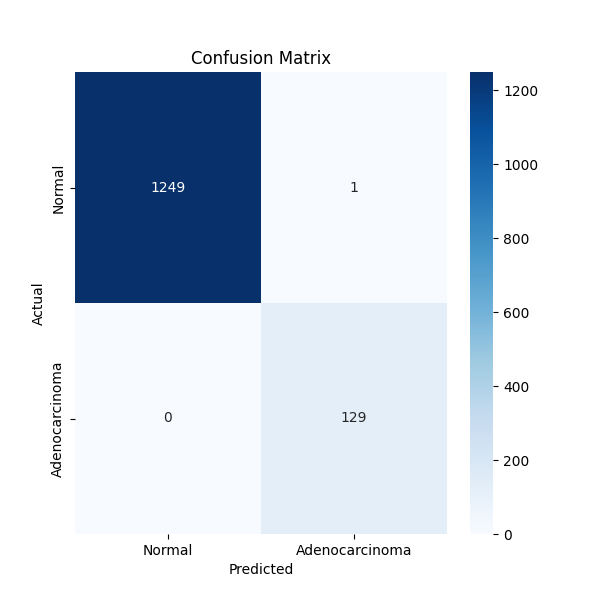 Confusion Matrix
Actual
Normal
Adenocarcinoma
1249
1
0
129
Normal
Adenocarcinoma
Predicted
1200
1000
800
600
400
200
0